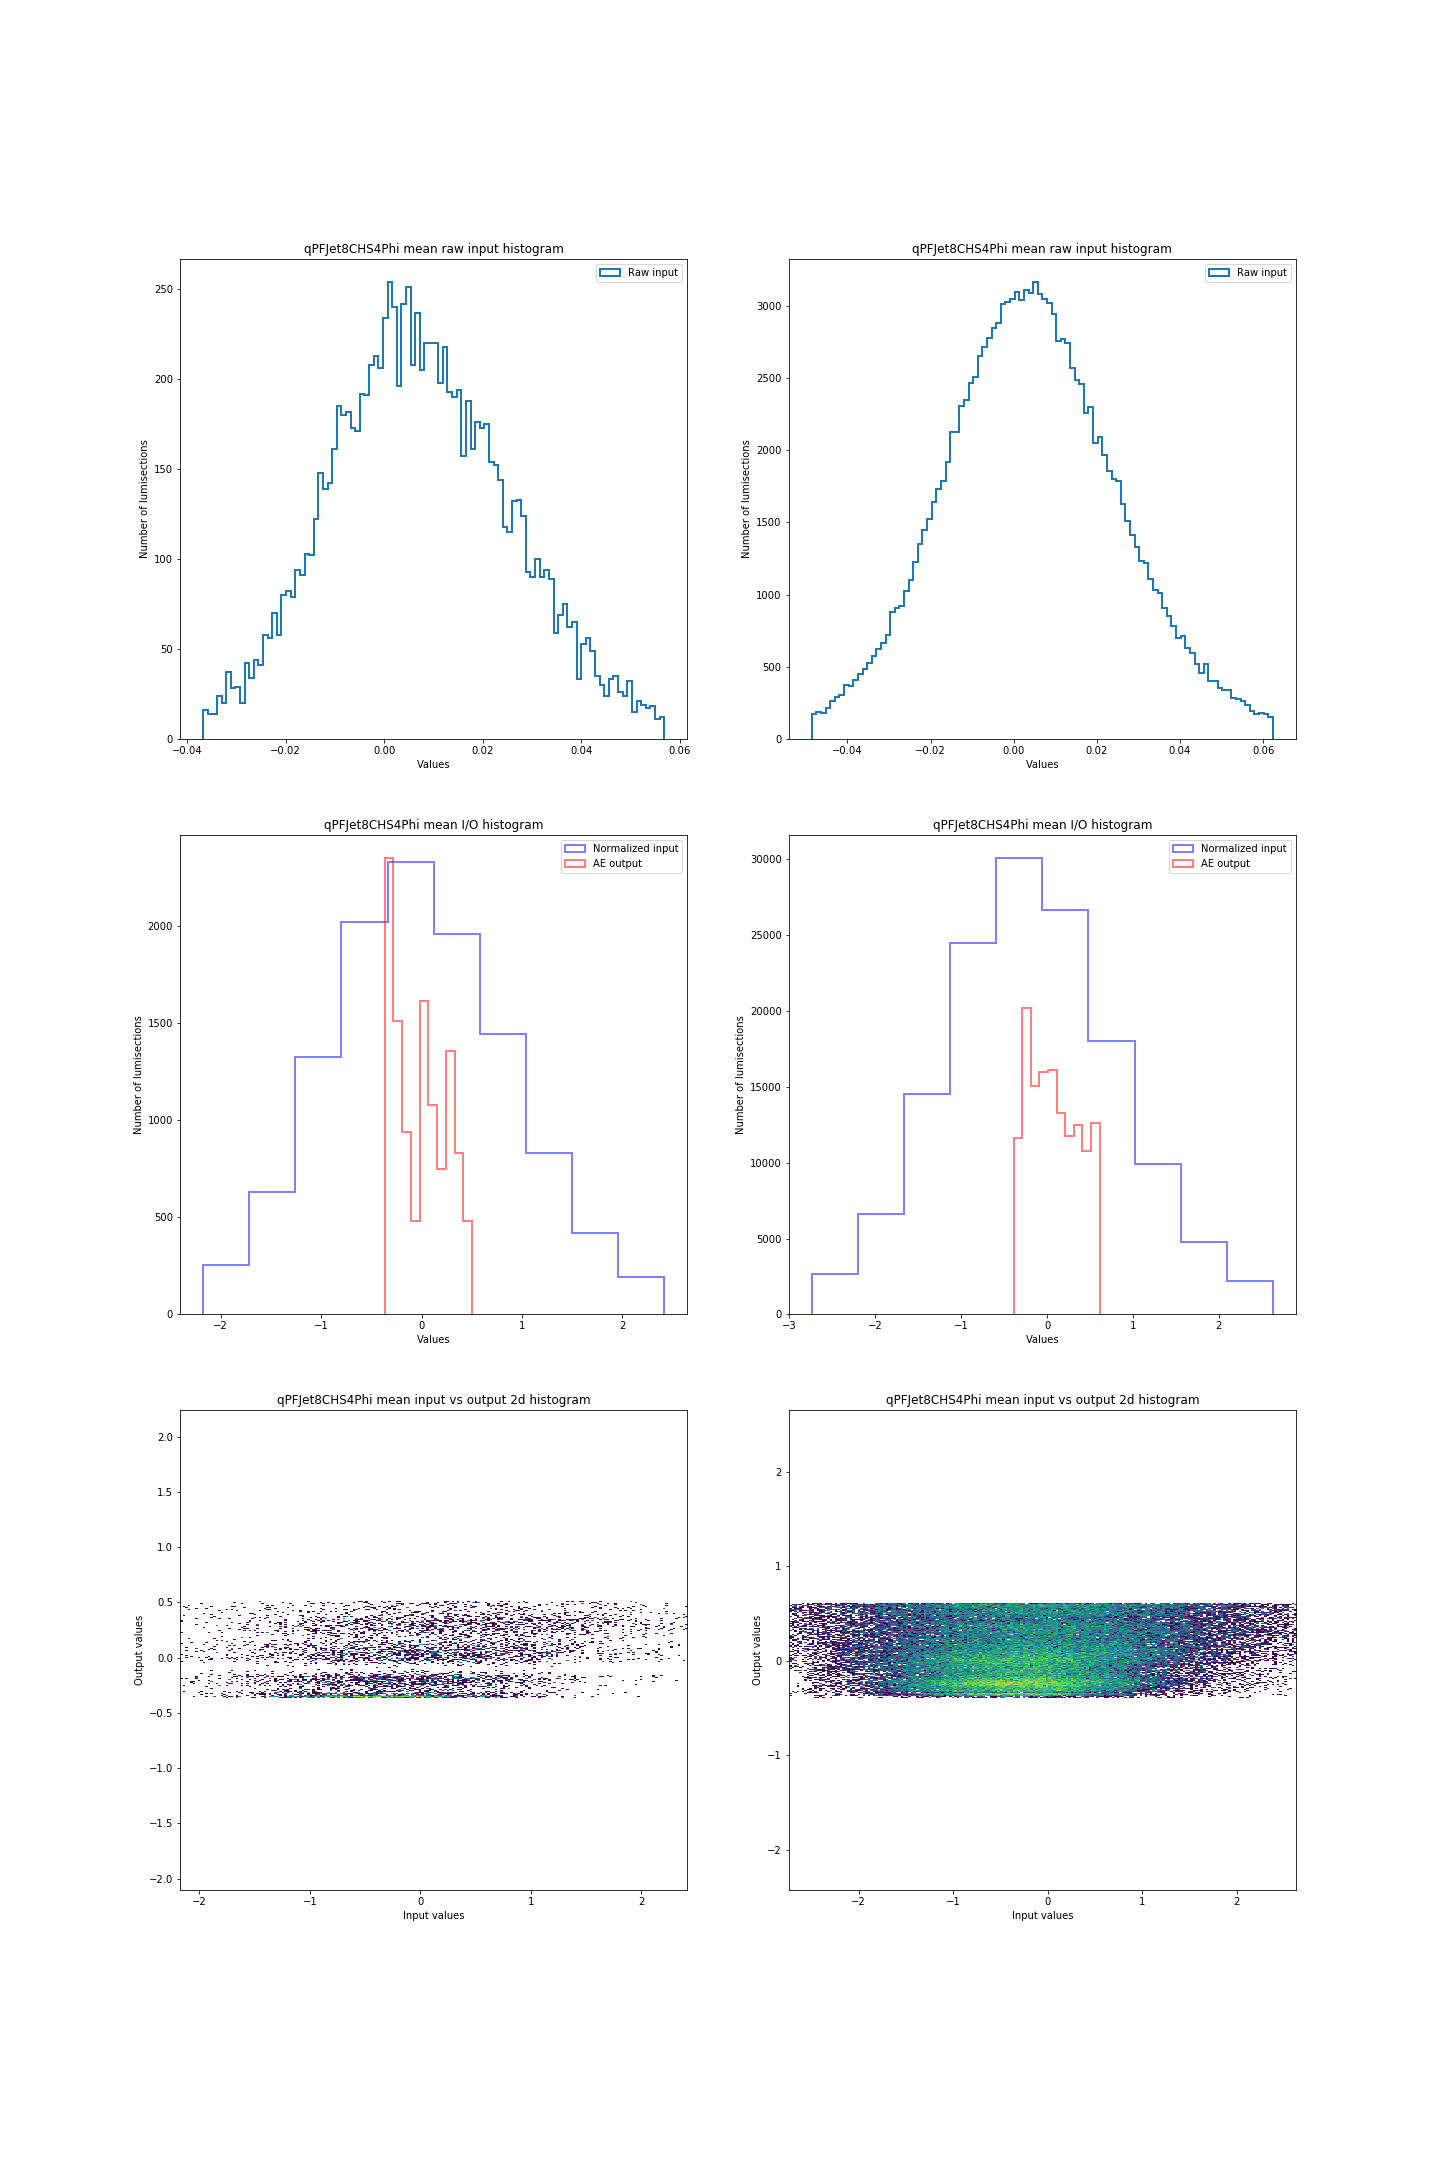 qPFJet8CHS4Phi mean raw input histogram
Raw input
250
200
150
100
50
0
Number of lumisections
−0.04 −0.02 0.00 0.02 0.04 0.06
Values
qPFJet8CHS4Phi mean raw input histogram
Raw input
3000
2500
2000
1500
1000
500
0
Number of lumisections
−0.04 −0.02 0.00 0.02 0.04 0.06
Values
qPFJet8CHS4Phi mean I/O histogram
Normalized input
AE output
2000
1500
1000
500
0
Number of lumisections
−2 −1 0 1 2
Values
qPFJet8CHS4Phi mean I/O histogram
Normalized input
AE output
30000
25000
20000
15000
10000
5000
0
Number of lumisections
−3 −2 −1 0 1 2
Values
qPFJet8CHS4Phi mean input vs output 2d histogram
2.0
1.5
1.0
0.5
0.0
−0.5
−1.0
−1.5
−2.0
Output values
−2 −1 0 1 2
Input values
qPFJet8CHS4Phi mean input vs output 2d histogram
2
1
0
−1
−2
Output values
−2 −1 0 1 2
Input values